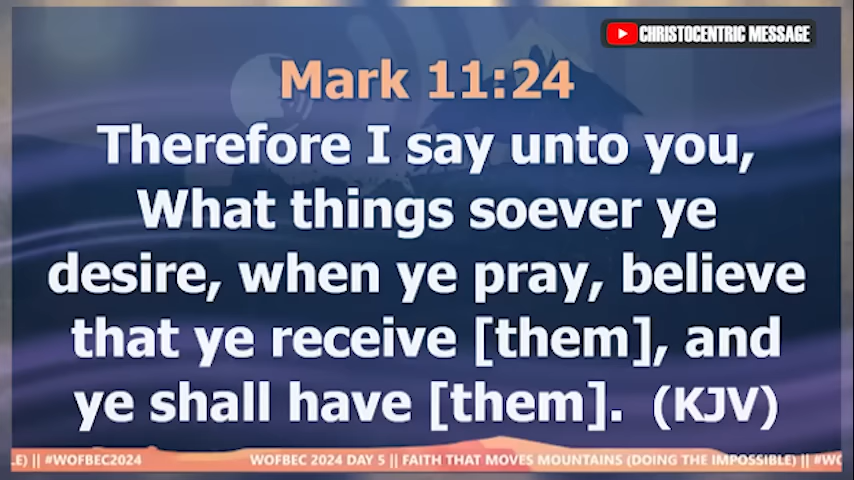 CHRISTOCENTRIC MESSAGE
Mark 11:24
Therefore I say unto you,
What things soever ye
desire, when ye pray, believe
that ye receive [them], and
ye shall have [them]. (KJV)
.E) || #WOFBEC2024 WOFBEC 2024 DAY 5 || FAITH THAT MOVES MOUNTAINS (DOING THE IMPOSSIBLE) || #WO